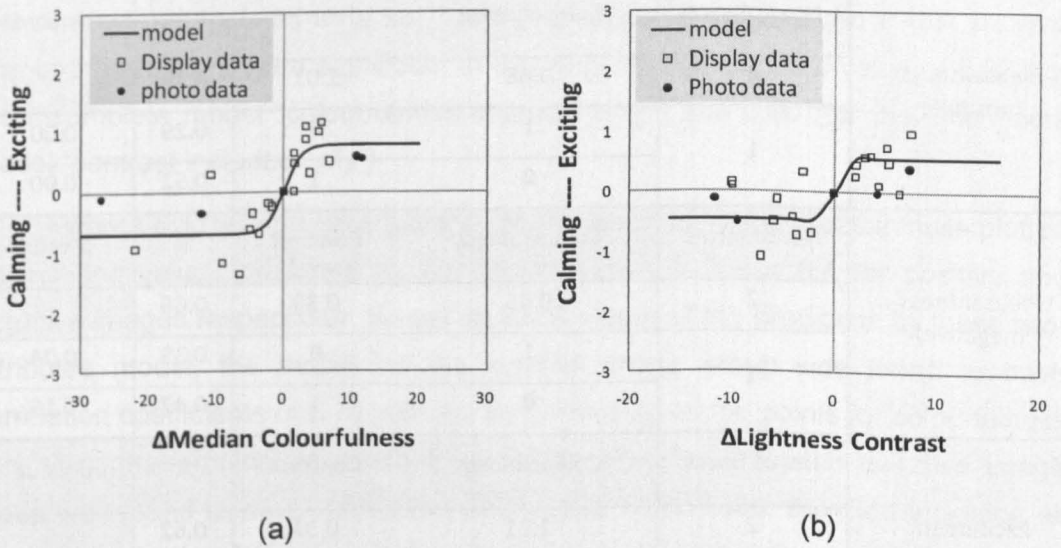 3
2
1
0
-1
-2
-3
Calming ---- Exciting
model
Display data
photo data
-30 -20 -10 0 10 20 30
ΔMedian Colourfulness
(a)
3
2
1
0
-1
-2
-3
Calming ---- Exciting
model
Display data
Photo data
-20 -10 0 10 20
ΔLightness Contrast
(b)